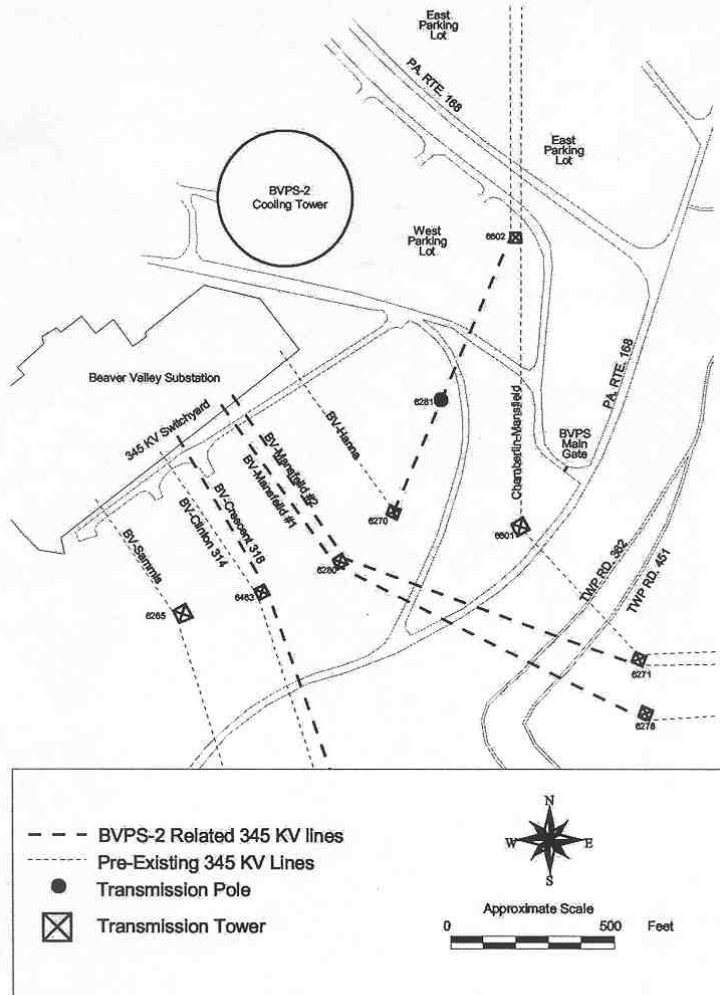 East
Parking
Lot
PA. RTE. 168
East
Parking
Lot
BVPS-2
Cooling Tower
West
Parking
Lot
6602
PA. RTE. 168
Beaver Valley Substation
345 KV Switchyard
BV-Hanna
6281
Chamberlin-Mansfield
BVPS
Main
Gate
BV-Mansfeild #2
BV-Mansfeild #1
BV-Crescent 318
BV-Clinton 314
BV-Sammis
6270
6601
6280
6463
6265
TWP RD. 362
TWP RD. 451
6271
6278
BVPS-2 Related 345 KV lines
Pre-Existing 345 KV Lines
Transmission Pole
Transmission Tower
N
W
E
S
Approximate Scale
0 500 Feet